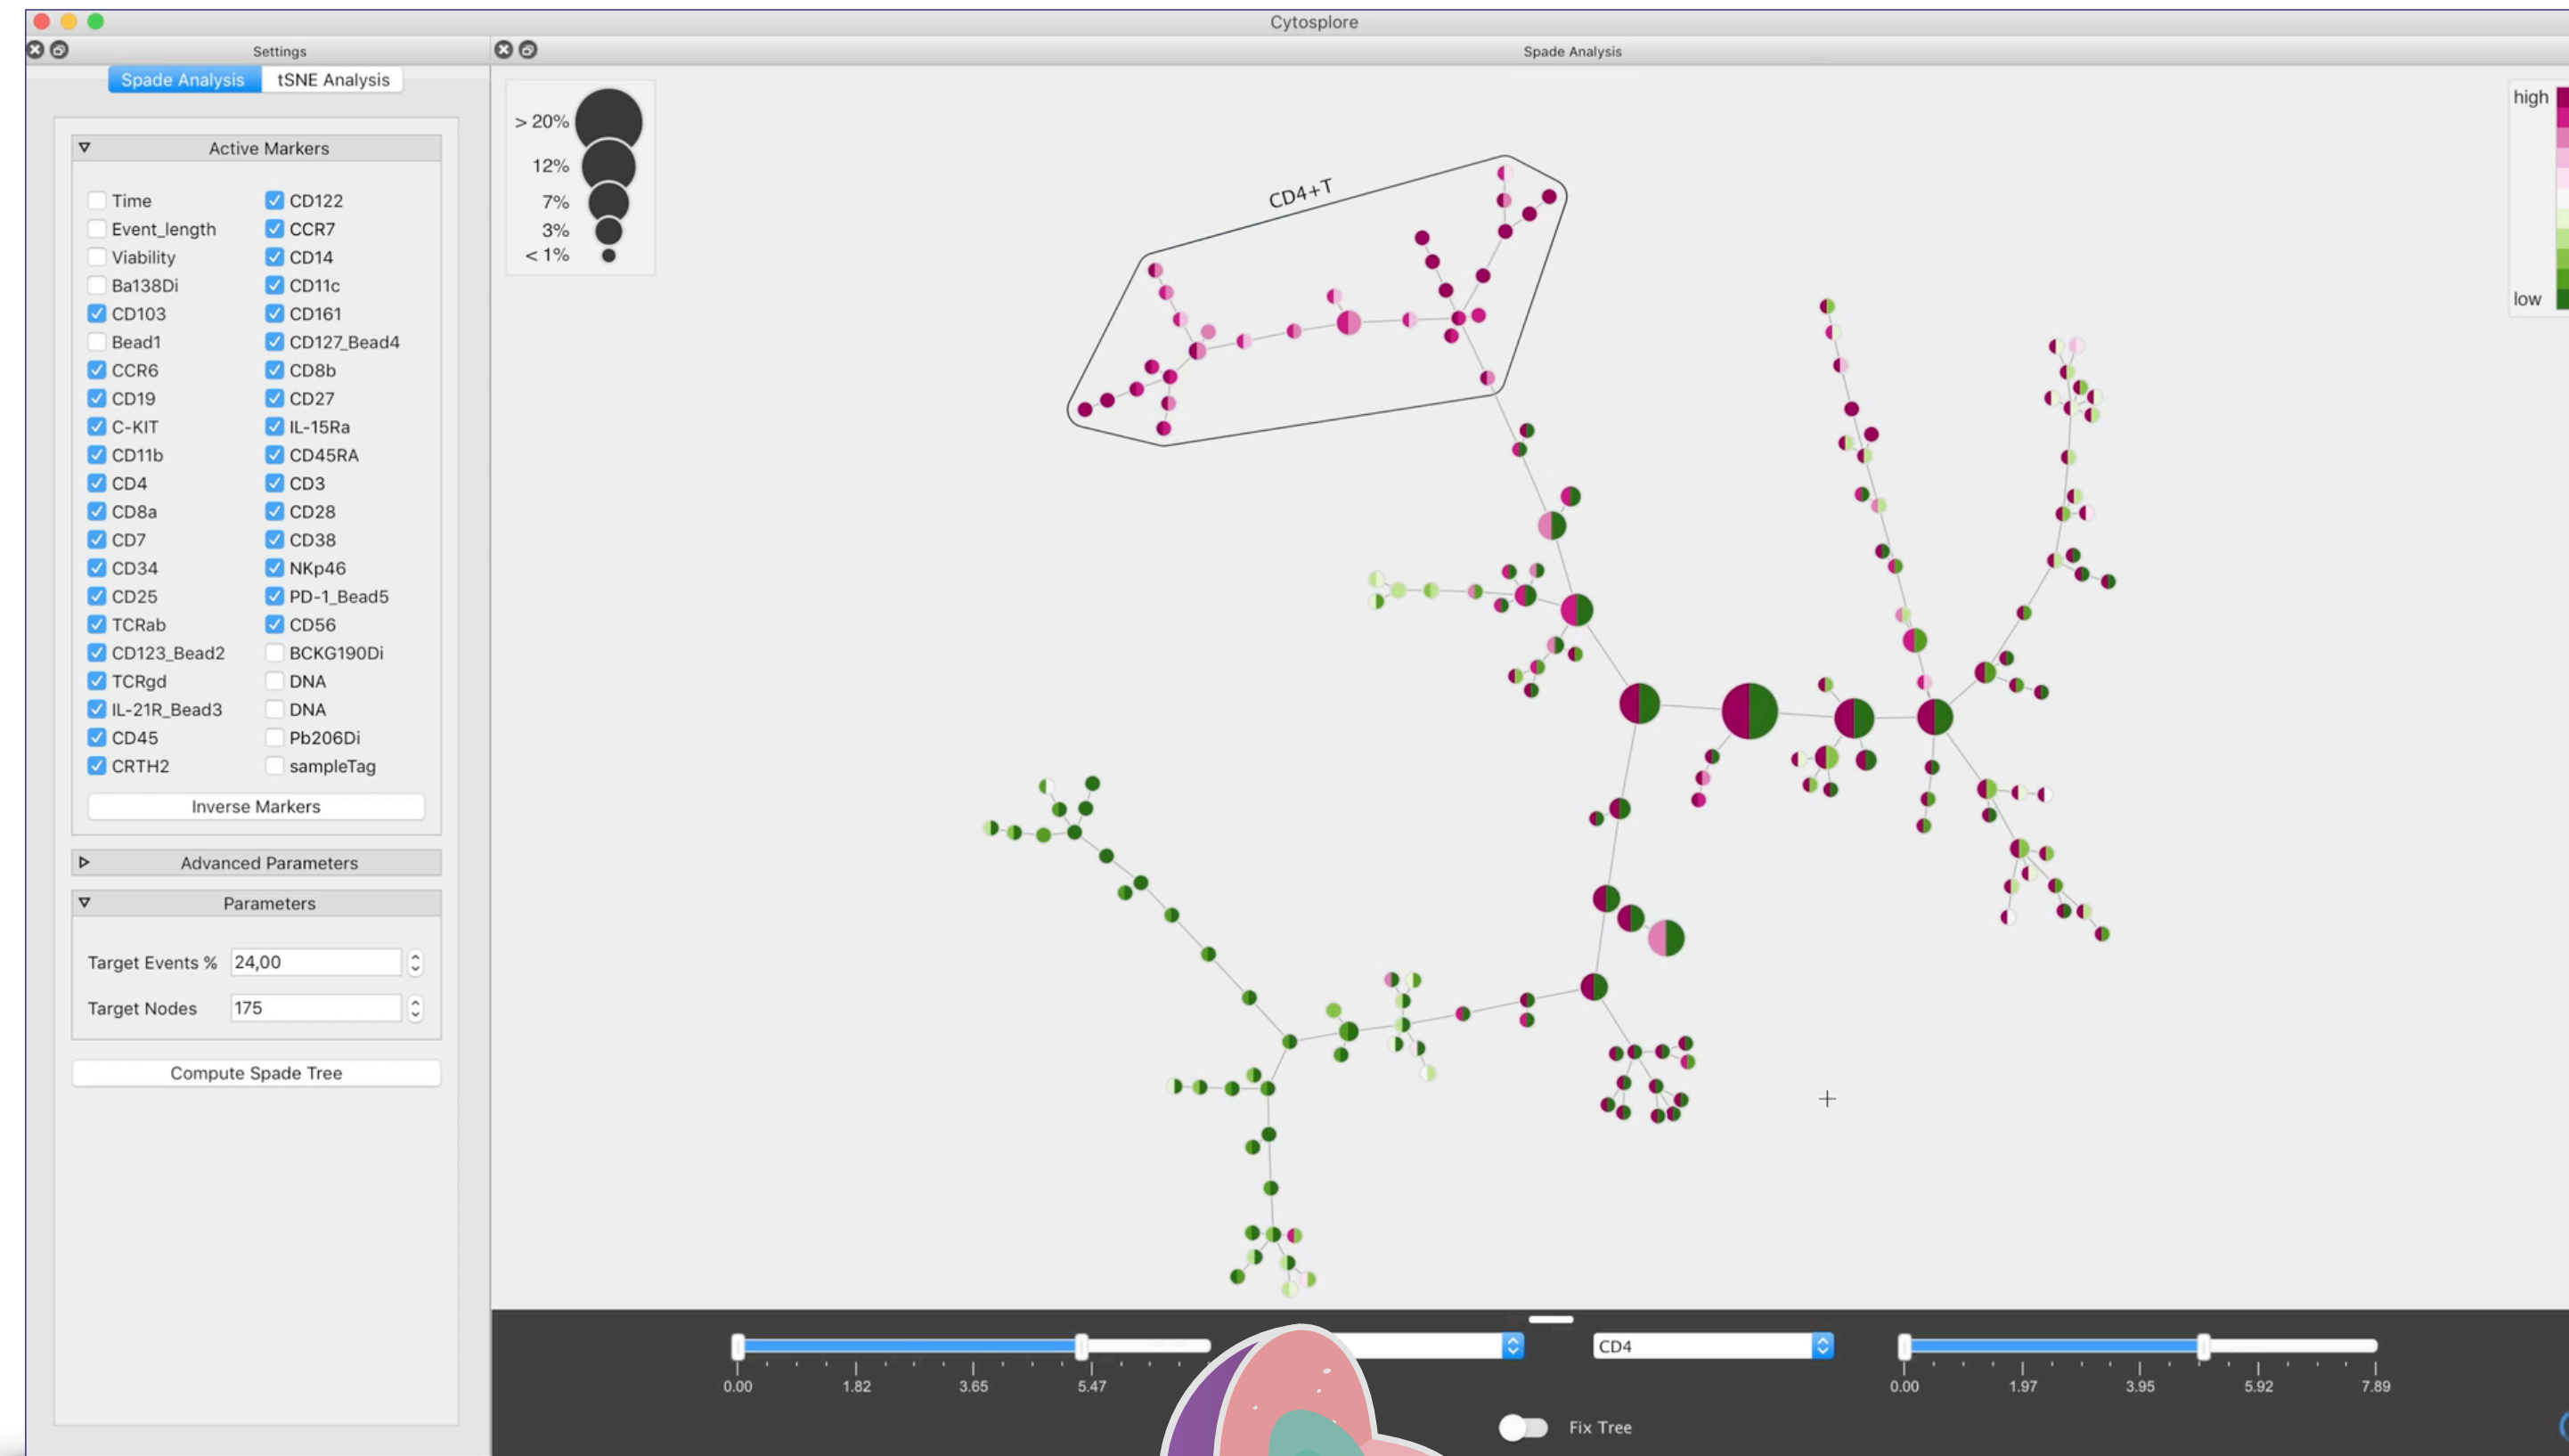 Cytosplore
Settings
Spade Analysis
Spade Analysis
tSNE Analysis
> 20%
12%
7%
3%
< 1%
high
low
CD4+T
Active Markers
Time
CD122
Event_length
CCR7
Viability
CD14
Ba138Di
CD11c
CD103
CD161
Bead1
CD127_Bead4
CCR6
CD8b
CD19
CD27
C-KIT
IL-15Ra
CD11b
CD45RA
CD4
CD3
CD8a
CD28
CD7
CD38
CD34
NKp46
CD25
PD-1_Bead5
TCRab
CD56
CD123_Bead2
BCKG190Di
TCRgd
DNA
IL-21R_Bead3
DNA
CD45
Pb206Di
CRTH2
sampleTag
Inverse Markers
Advanced Parameters
Parameters
Target Events % 24,00
Target Nodes 175
Compute Spade Tree
CD4
0.00 1.82 3.65 5.47
0.00 1.97 3.95 5.92 7.89
Fix Tree